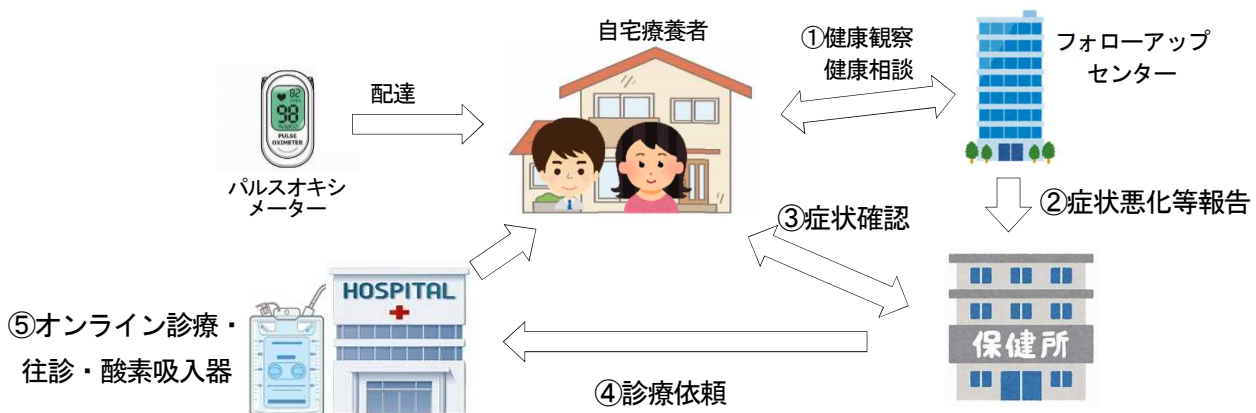 自宅療養者
①健康観察
健康相談
フォローアップ
センター
配達
82
98
PULSE
OXIMETER
パルスオキシ
メーター
②症状悪化等報告
③症状確認
HOSPITAL
⑤オンライン診療・
往診・酸素吸入器
保健所
④診療依頼